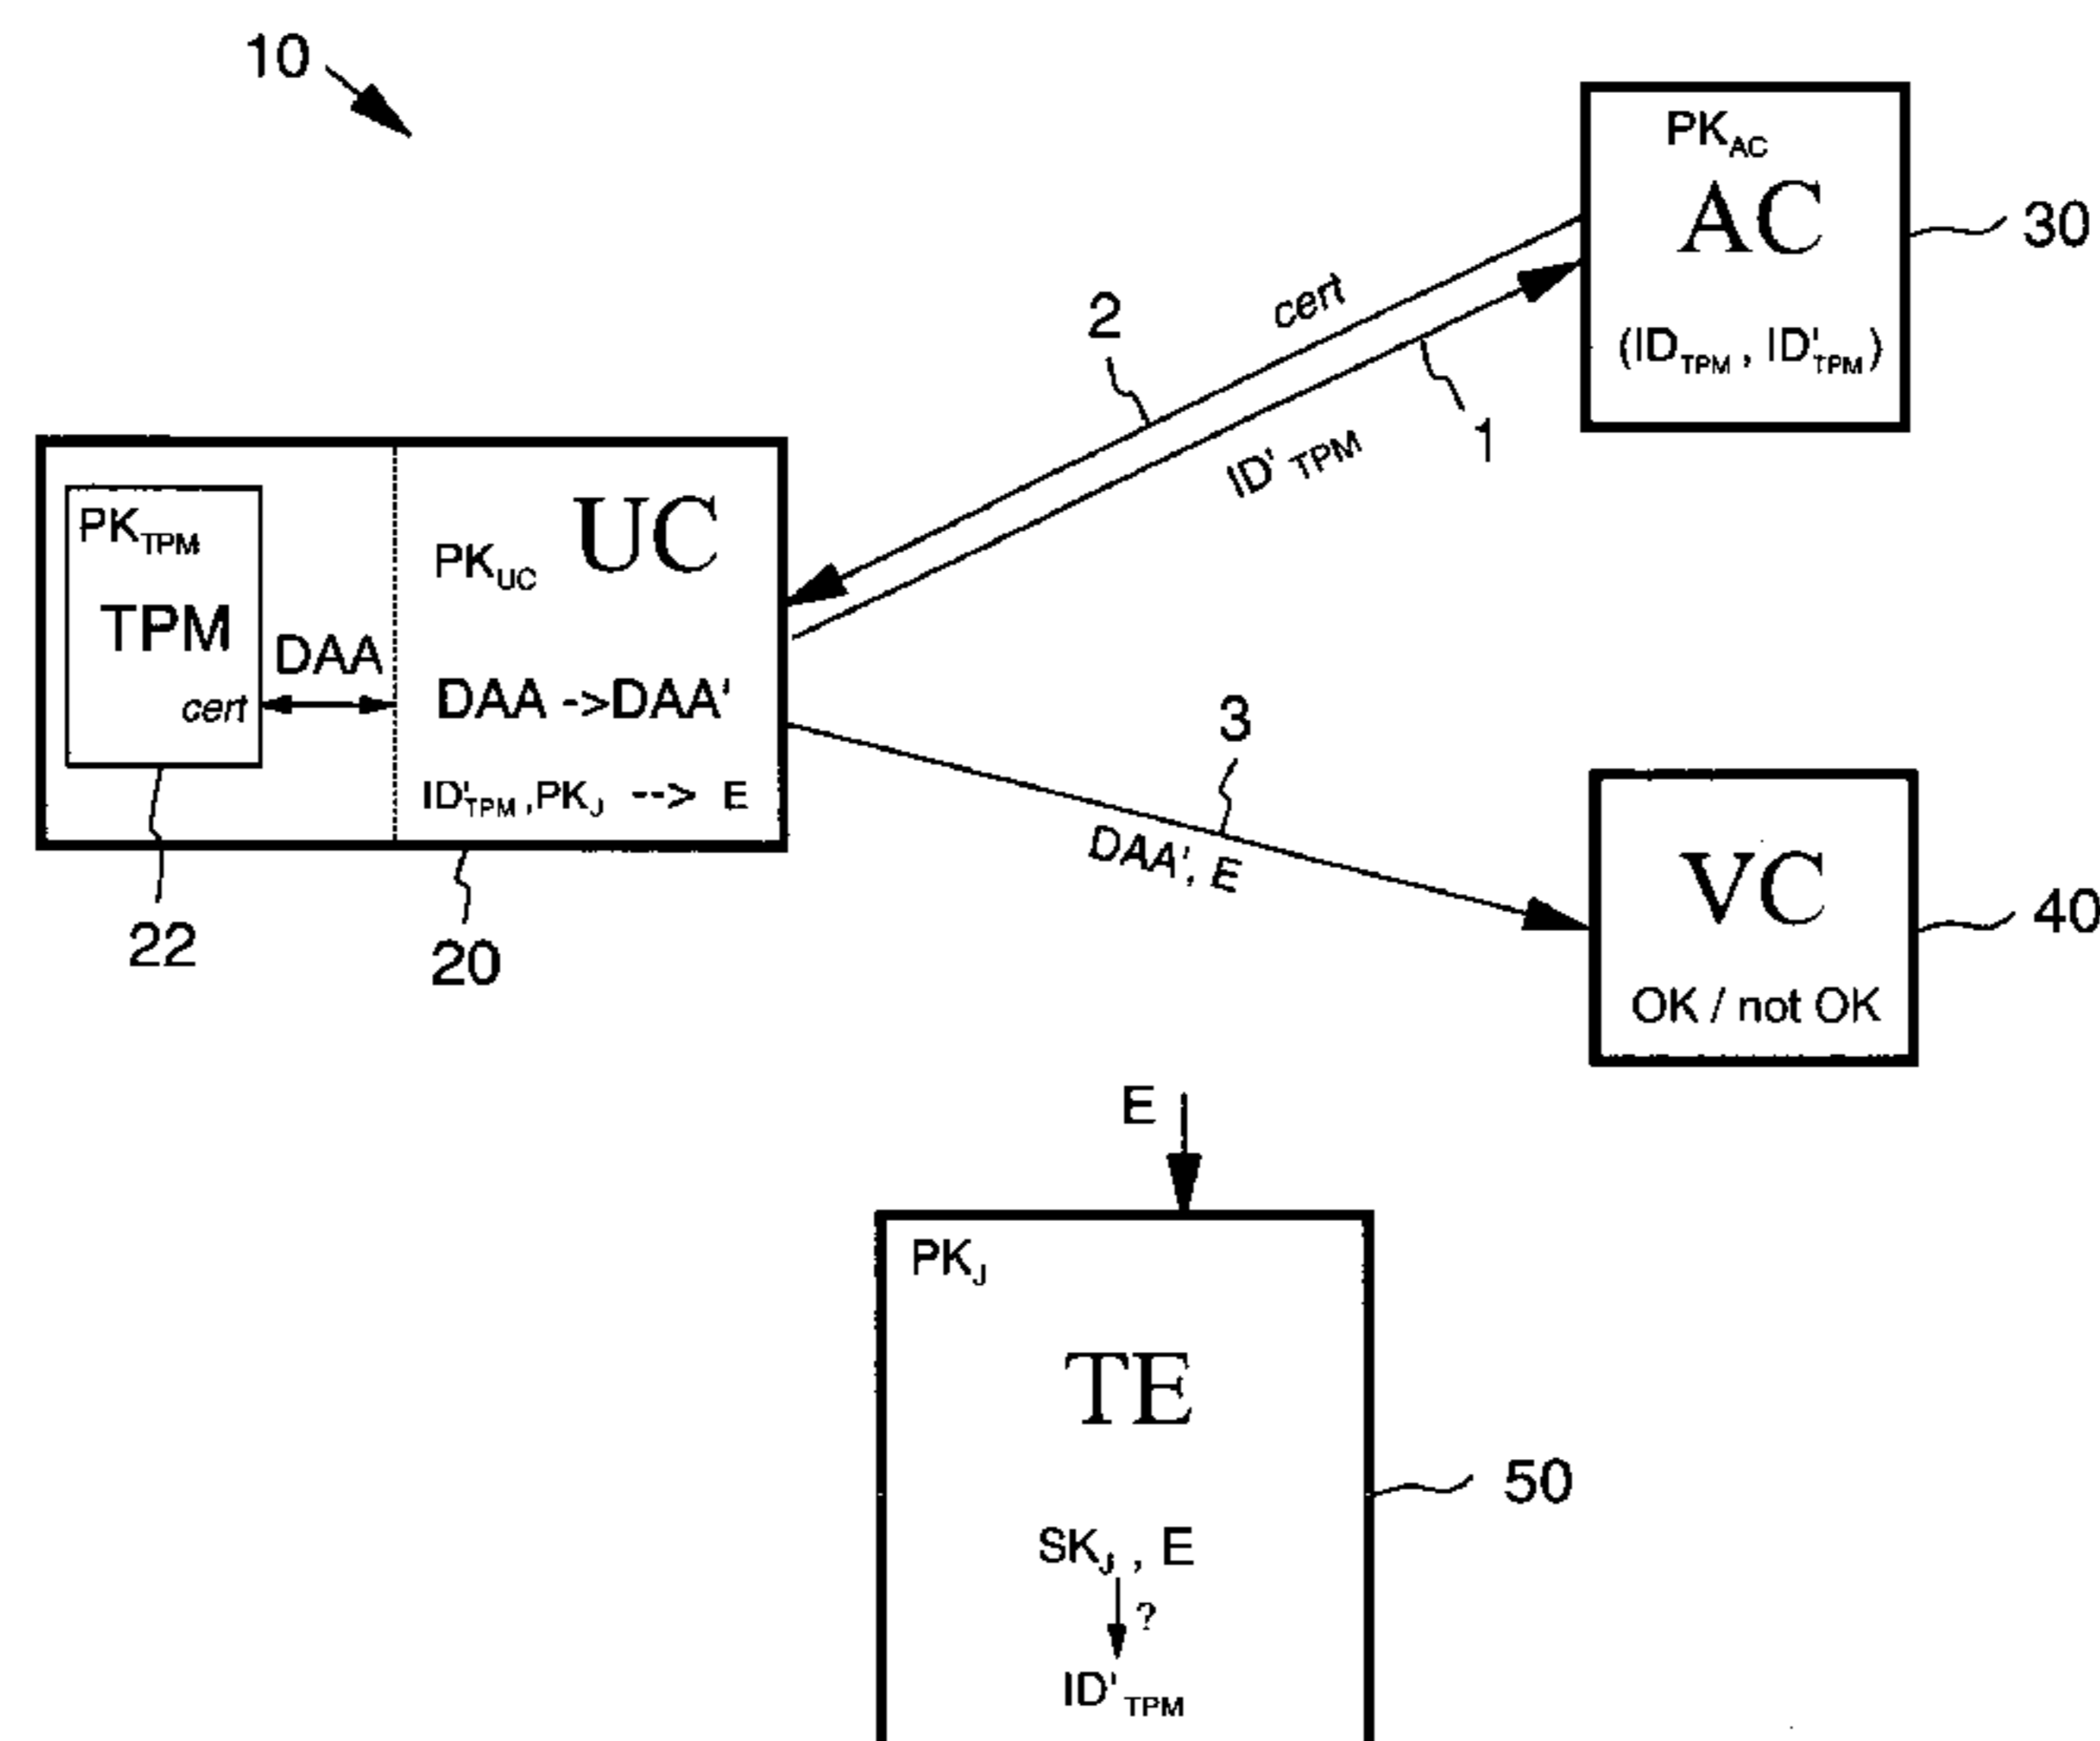 10
PK_AC
AC
30
(ID_TPM, ID'_TPM)
2
cert
1
ID'_TPM
PK_TPM
TPM
cert
DAA
UC
PK_UC
DAA ->DAA'
ID'_TPM,PK_J --> E
22
20
3
DAA', E
VC
40
OK / not OK
E
PK_J
TE
50
SK_J, E
?
ID'_TPM